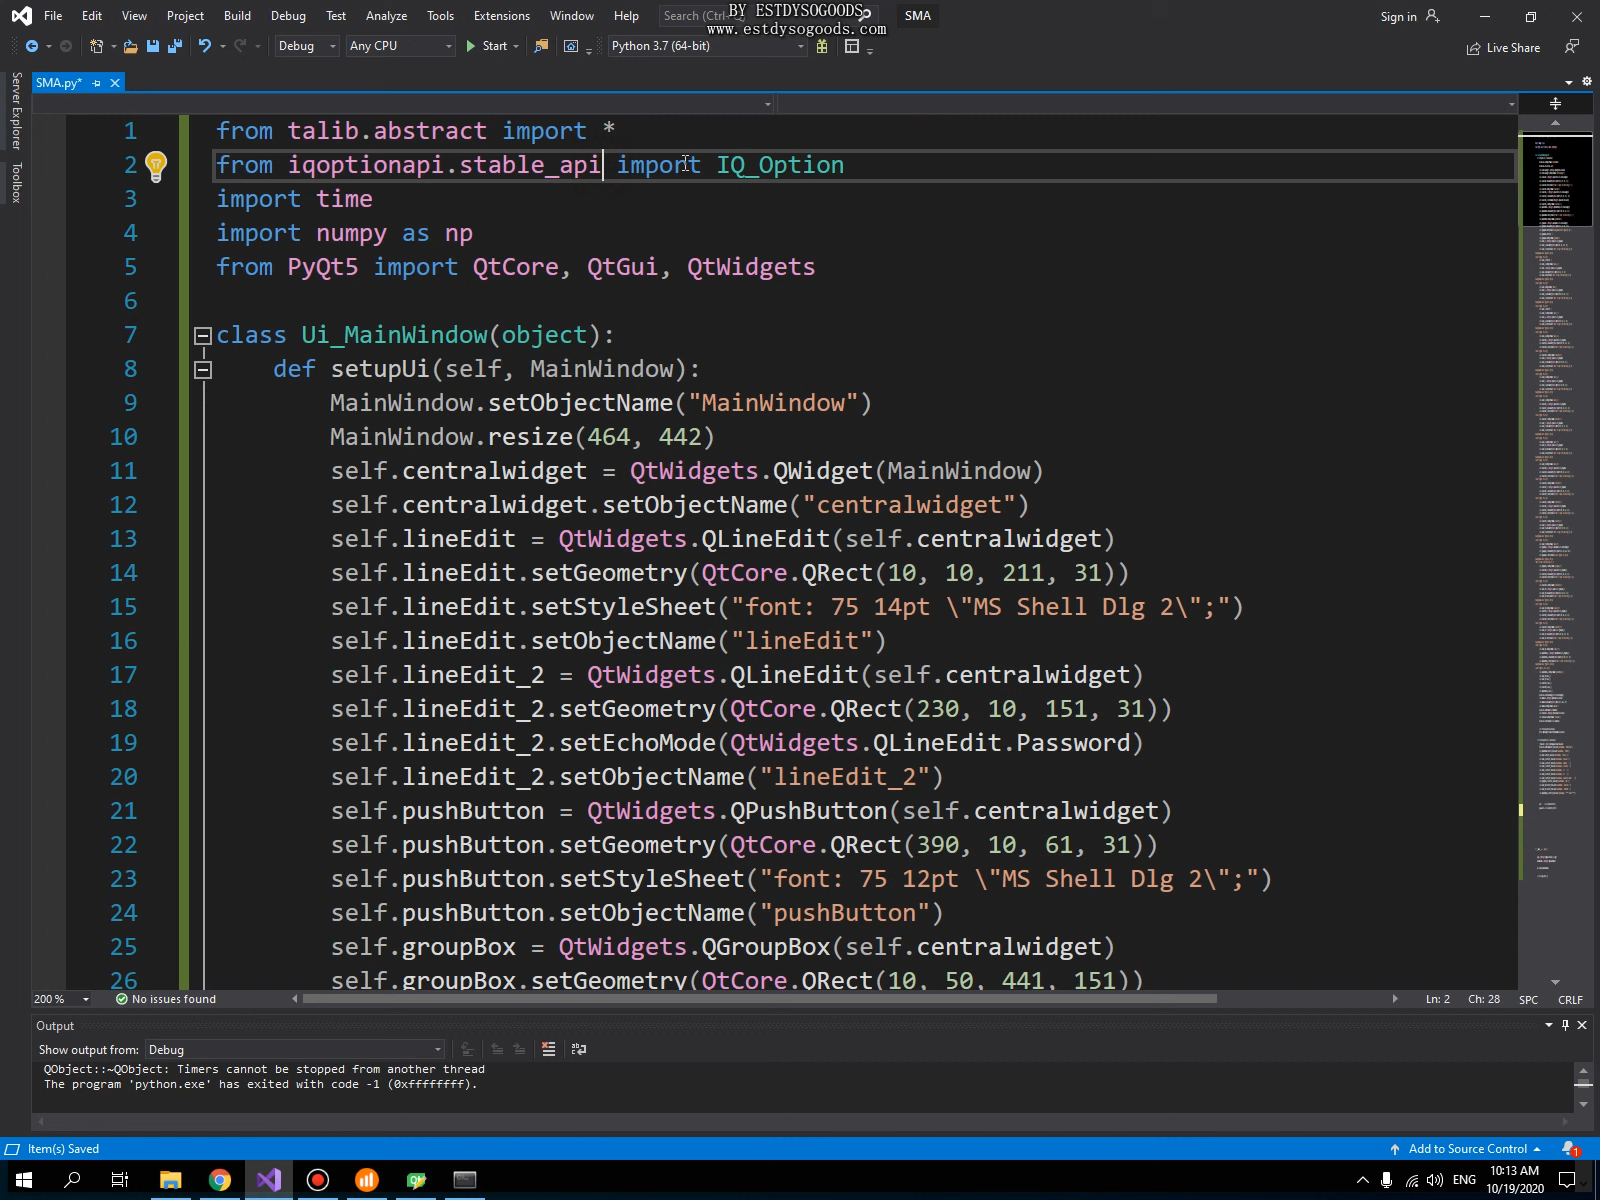 File Edit View Project Build Debug Test Analyze Tools Extensions Window Help Search (Ctrl- SMA Sign in
BY ESTDYSOGOODS
www.estdysogoods.com
Debug Any CPU Start Python 3.7 (64-bit) Live Share
SMA.py*
Server Explorer
Toolbox
1 from talib.abstract import *
2 from iqoptionapi.stable_api import IQ_Option
3 import time
4 import numpy as np
5 from PyQt5 import QtCore, QtGui, QtWidgets
6
7 class Ui_MainWindow(object):
8 def setupUi(self, MainWindow):
9 MainWindow.setObjectName("MainWindow")
10 MainWindow.resize(464, 442)
11 self.centralwidget = QtWidgets.QWidget(MainWindow)
12 self.centralwidget.setObjectName("centralwidget")
13 self.lineEdit = QtWidgets.QLineEdit(self.centralwidget)
14 self.lineEdit.setGeometry(QtCore.QRect(10, 10, 211, 31))
15 self.lineEdit.setStyleSheet("font: 75 14pt \"MS Shell Dlg 2\";")
16 self.lineEdit.setObjectName("lineEdit")
17 self.lineEdit_2 = QtWidgets.QLineEdit(self.centralwidget)
18 self.lineEdit_2.setGeometry(QtCore.QRect(230, 10, 151, 31))
19 self.lineEdit_2.setEchoMode(QtWidgets.QLineEdit.Password)
20 self.lineEdit_2.setObjectName("lineEdit_2")
21 self.pushButton = QtWidgets.QPushButton(self.centralwidget)
22 self.pushButton.setGeometry(QtCore.QRect(390, 10, 61, 31))
23 self.pushButton.setStyleSheet("font: 75 12pt \"MS Shell Dlg 2\";")
24 self.pushButton.setObjectName("pushButton")
25 self.groupBox = QtWidgets.QGroupBox(self.centralwidget)
26 self.groupBox.setGeometry(QtCore.QRect(10, 50, 441, 151))
200 % No issues found Ln: 2 Ch: 28 SPC CRLF
Output
Show output from: Debug
QObject::~QObject: Timers cannot be stopped from another thread
The program 'python.exe' has exited with code -1 (0xffffffff).
Item(s) Saved Add to Source Control 1
ENG 10:13 AM
10/19/2020